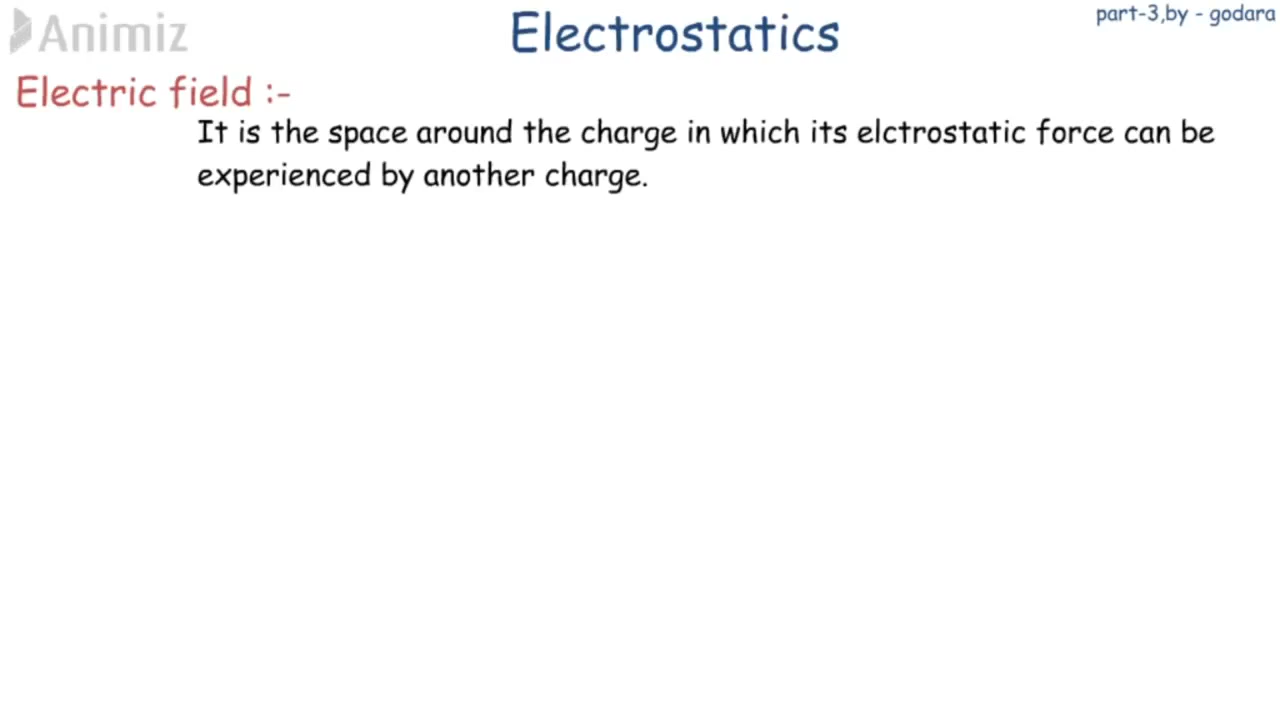 Animiz
Electrostatics
part-3,by - godara
Electric field :-
It is the space around the charge in which its elctrostatic force can be
experienced by another charge.